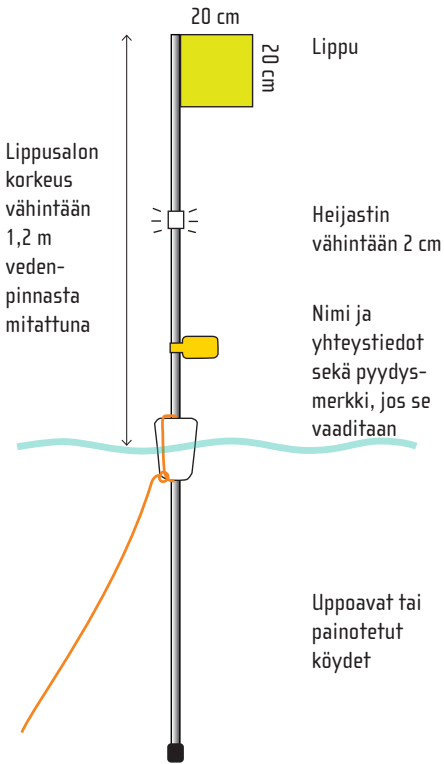 20 cm
20 cm
Lippu
Lippusalon
korkeus
vähintään
1,2 m
veden-
pinnasta
mitattuna
Heijastin
vähintään 2 cm
Nimi ja
yhteystiedot
sekä pyydys-
merkki, jos se
vaaditaan
Uppoavat tai
painotetut
köydet